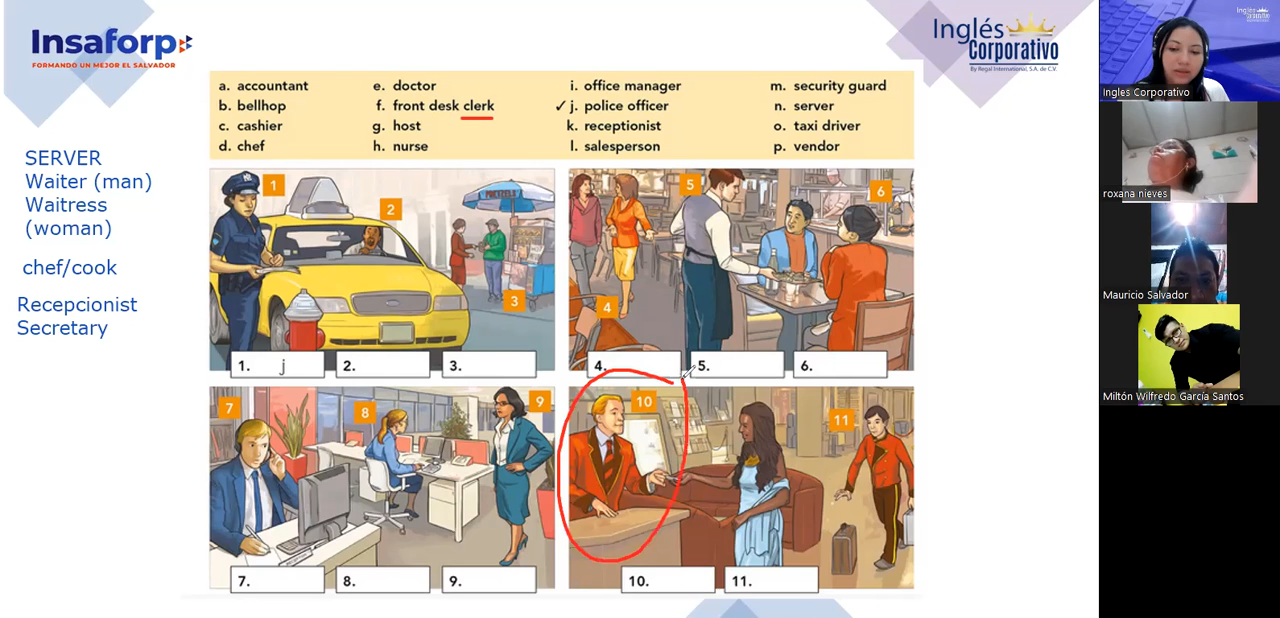 Insaforp
FORMANDO UN MEJOR EL SALVADOR
Inglés
Corporativo
By Regal International, S.A. de C.V.
a. accountant
b. bellhop
c. cashier
d. chef
e. doctor
f. front desk clerk
g. host
h. nurse
i. office manager
✓ j. police officer
k. receptionist
l. salesperson
m. security guard
n. server
o. taxi driver
p. vendor
SERVER
Waiter (man)
Waitress
(woman)
chef/cook
Recepcionist
Secretary
1
2
PRETZELS
3
1. j
2.
3.
4
5
6
4.
5.
6.
7
8
9
7.
8.
9.
10
11
10.
11.
Ingles Corporativo
roxana nieves
Mauricio Salvador
Miltón Wilfredo García Santos